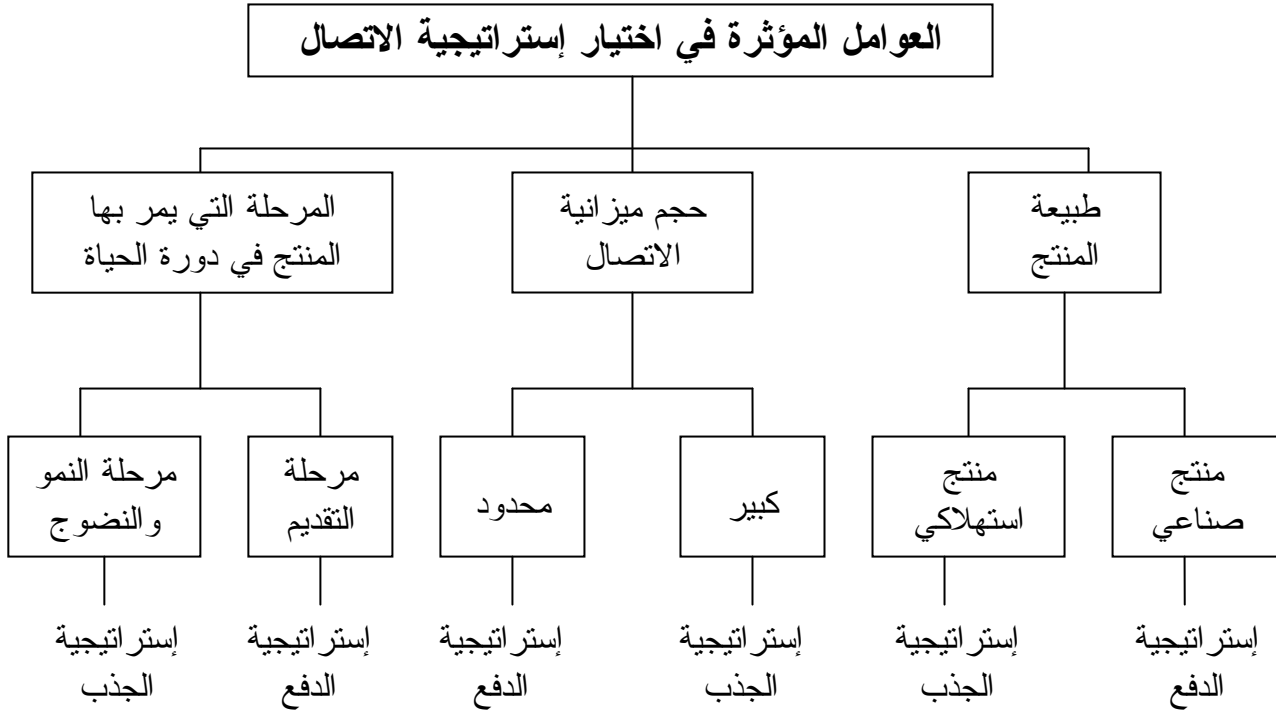 العوامل المؤثرة في اختيار إستراتيجية الاتصال
طبيعة
المنتج
حجم ميزانية
الاتصال
المرحلة التي يمر بها
المنتج في دورة الحياة
منتج
صناعي
منتج
استهلاكي
كبير
محدود
مرحلة
التقديم
مرحلة النمو
والنضوج
إستراتيجية
الدفع
إستراتيجية
الجذب
إستراتيجية
الجذب
إستراتيجية
الدفع
إستراتيجية
الدفع
إستراتيجية
الجذب